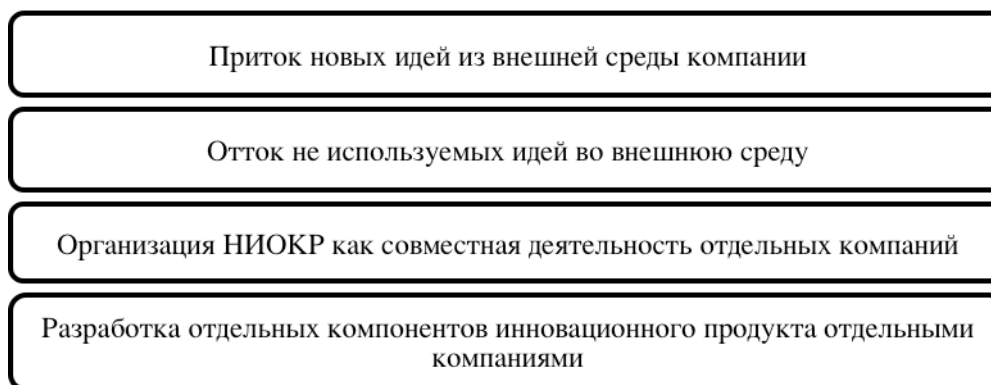 Приток новых идей из внешней среды компании
Отток не используемых идей во внешнюю среду
Организация НИОКР как совместная деятельность отдельных компаний
Разработка отдельных компонентов инновационного продукта отдельными
компаниями